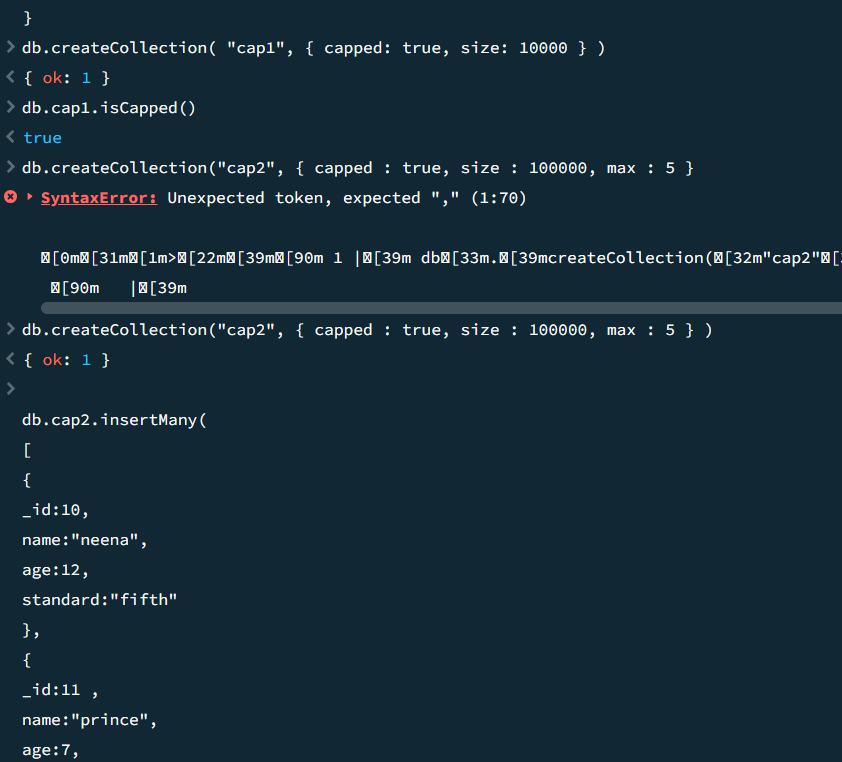 }
> db.createCollection( "cap1", { capped: true, size: 10000 } )
< { ok: 1 }
> db.cap1.isCapped()
< true
> db.createCollection("cap2", { capped : true, size : 100000, max : 5 }
SyntaxError: Unexpected token, expected "," (1:70)
[0m[31m[1m>[22m[39m[90m 1 |[39m db[33m.[39mcreateCollection([32m"cap2"[3
[90m   |[39m
> db.createCollection("cap2", { capped : true, size : 100000, max : 5 } )
< { ok: 1 }
>
db.cap2.insertMany(
[
{
_id:10,
name:"neena",
age:12,
standard:"fifth"
},
{
_id:11 ,
name:"prince",
age:7,